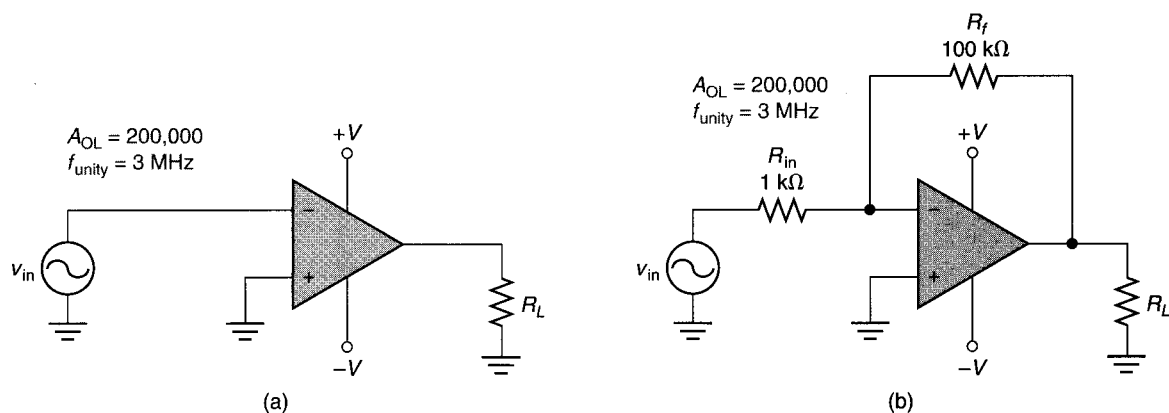 A_OL = 200,000
f_unity = 3 MHz
+V
−
+
v_in
R_L
−V
(a)
R_f
100 kΩ
A_OL = 200,000
f_unity = 3 MHz
+V
R_in
1 kΩ
−
+
v_in
R_L
−V
(b)